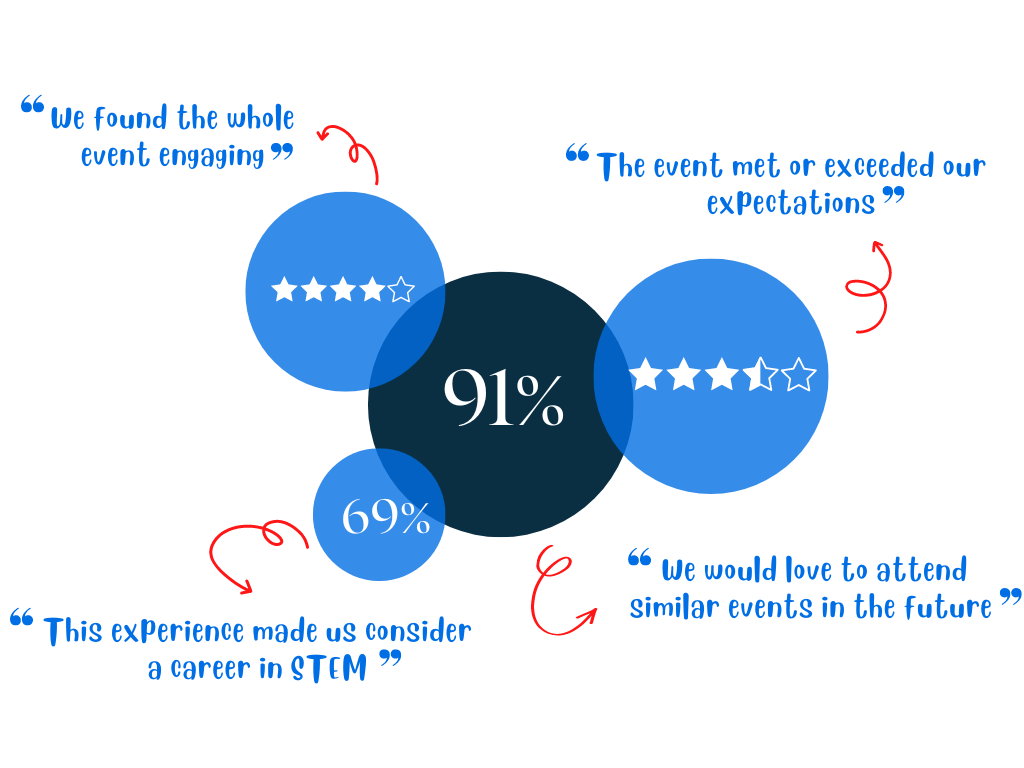 “We found the whole
event engaging”
“The event met or exceeded our
expectations”
91%
69%
“We would love to attend
similar events in the future”
“This experience made us consider
a career in STEM”